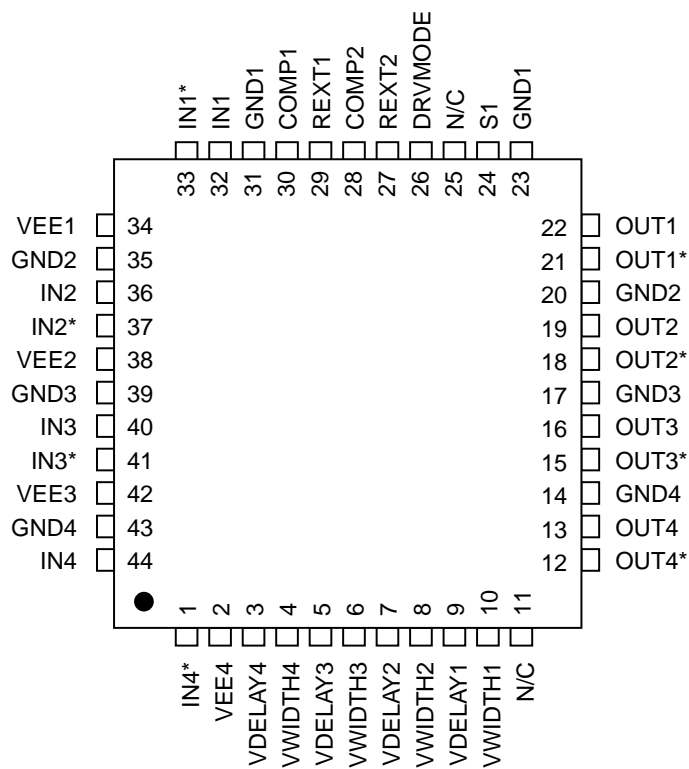 IN1*
IN1
GND1
COMP1
REXT1
COMP2
REXT2
DRVMODE
N/C
S1
GND1
33 32 31 30 29 28 27 26 25 24 23
VEE1 34 22 OUT1
GND2 35 21 OUT1*
IN2 36 20 GND2
IN2* 37 19 OUT2
VEE2 38 18 OUT2*
GND3 39 17 GND3
IN3 40 16 OUT3
IN3* 41 15 OUT3*
VEE3 42 14 GND4
GND4 43 13 OUT4
IN4 44 12 OUT4*
1 2 3 4 5 6 7 8 9 10 11
IN4*
VEE4
VDELAY4
VWIDTH4
VDELAY3
VWIDTH3
VDELAY2
VWIDTH2
VDELAY1
VWIDTH1
N/C